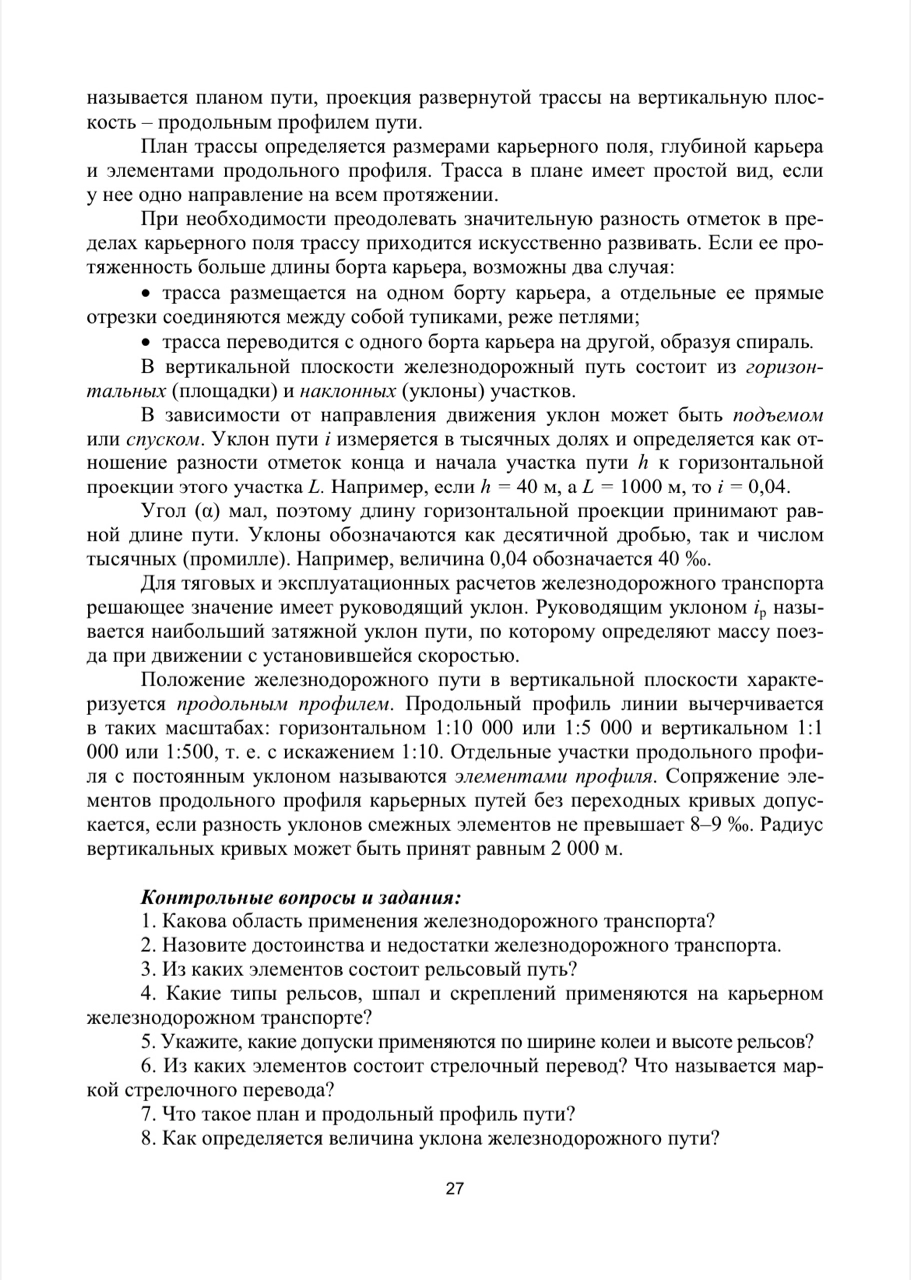 называется планом пути, проекция развернутой трассы на вертикальную плос-
кость – продольным профилем пути.
План трассы определяется размерами карьерного поля, глубиной карьера
и элементами продольного профиля. Трасса в плане имеет простой вид, если
у нее одно направление на всем протяжении.
При необходимости преодолевать значительную разность отметок в пре-
делах карьерного поля трассу приходится искусственно развивать. Если ее про-
тяженность больше длины борта карьера, возможны два случая:
• трасса размещается на одном борту карьера, а отдельные ее прямые
отрезки соединяются между собой тупиками, реже петлями;
• трасса переводится с одного борта карьера на другой, образуя спираль.
В вертикальной плоскости железнодорожный путь состоит из горизон-
тальных (площадки) и наклонных (уклоны) участков.
В зависимости от направления движения уклон может быть подъемом
или спуском. Уклон пути i измеряется в тысячных долях и определяется как от-
ношение разности отметок конца и начала участка пути h к горизонтальной
проекции этого участка L. Например, если h = 40 м, а L = 1000 м, то i = 0,04.
Угол (α) мал, поэтому длину горизонтальной проекции принимают рав-
ной длине пути. Уклоны обозначаются как десятичной дробью, так и числом
тысячных (промилле). Например, величина 0,04 обозначается 40 ‰.
Для тяговых и эксплуатационных расчетов железнодорожного транспорта
решающее значение имеет руководящий уклон. Руководящим уклоном iр назы-
вается наибольший затяжной уклон пути, по которому определяют массу поез-
да при движении с установившейся скоростью.
Положение железнодорожного пути в вертикальной плоскости характе-
ризуется продольным профилем. Продольный профиль линии вычерчивается
в таких масштабах: горизонтальном 1:10 000 или 1:5 000 и вертикальном 1:1
000 или 1:500, т. е. с искажением 1:10. Отдельные участки продольного профи-
ля с постоянным уклоном называются элементами профиля. Сопряжение эле-
ментов продольного профиля карьерных путей без переходных кривых допус-
кается, если разность уклонов смежных элементов не превышает 8–9 ‰. Радиус
вертикальных кривых может быть принят равным 2 000 м.
Контрольные вопросы и задания:
1. Какова область применения железнодорожного транспорта?
2. Назовите достоинства и недостатки железнодорожного транспорта.
3. Из каких элементов состоит рельсовый путь?
4. Какие типы рельсов, шпал и скреплений применяются на карьерном
железнодорожном транспорте?
5. Укажите, какие допуски применяются по ширине колеи и высоте рельсов?
6. Из каких элементов состоит стрелочный перевод? Что называется мар-
кой стрелочного перевода?
7. Что такое план и продольный профиль пути?
8. Как определяется величина уклона железнодорожного пути?
27